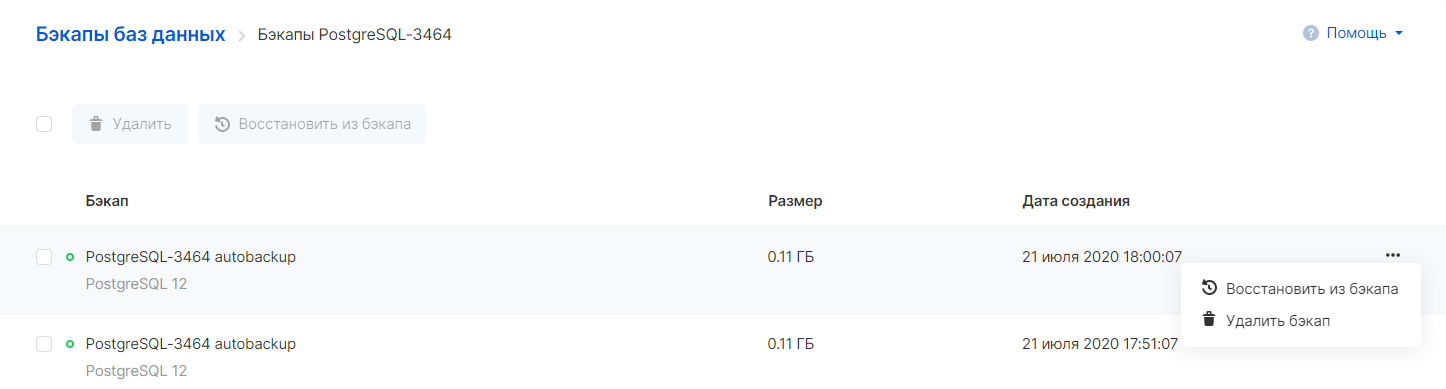 Бэкапы баз данных > Бэкапы PostgreSQL-3464
? Помощь
Удалить Восстановить из бэкапа
Бэкап Размер Дата создания
PostgreSQL-3464 autobackup 0.11 ГБ 21 июля 2020 18:00:07 •••
PostgreSQL 12
Восстановить из бэкапа
Удалить бэкап
PostgreSQL-3464 autobackup 0.11 ГБ 21 июля 2020 17:51:07
PostgreSQL 12